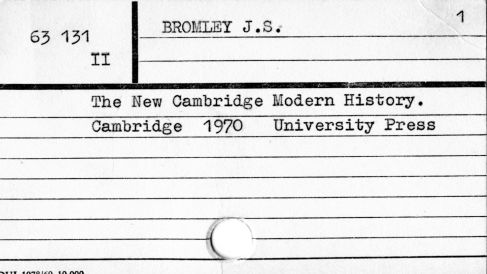 1
63 131
BROMLEY J.S.
II
The New Cambridge Modern History.
Cambridge 1970 University Press